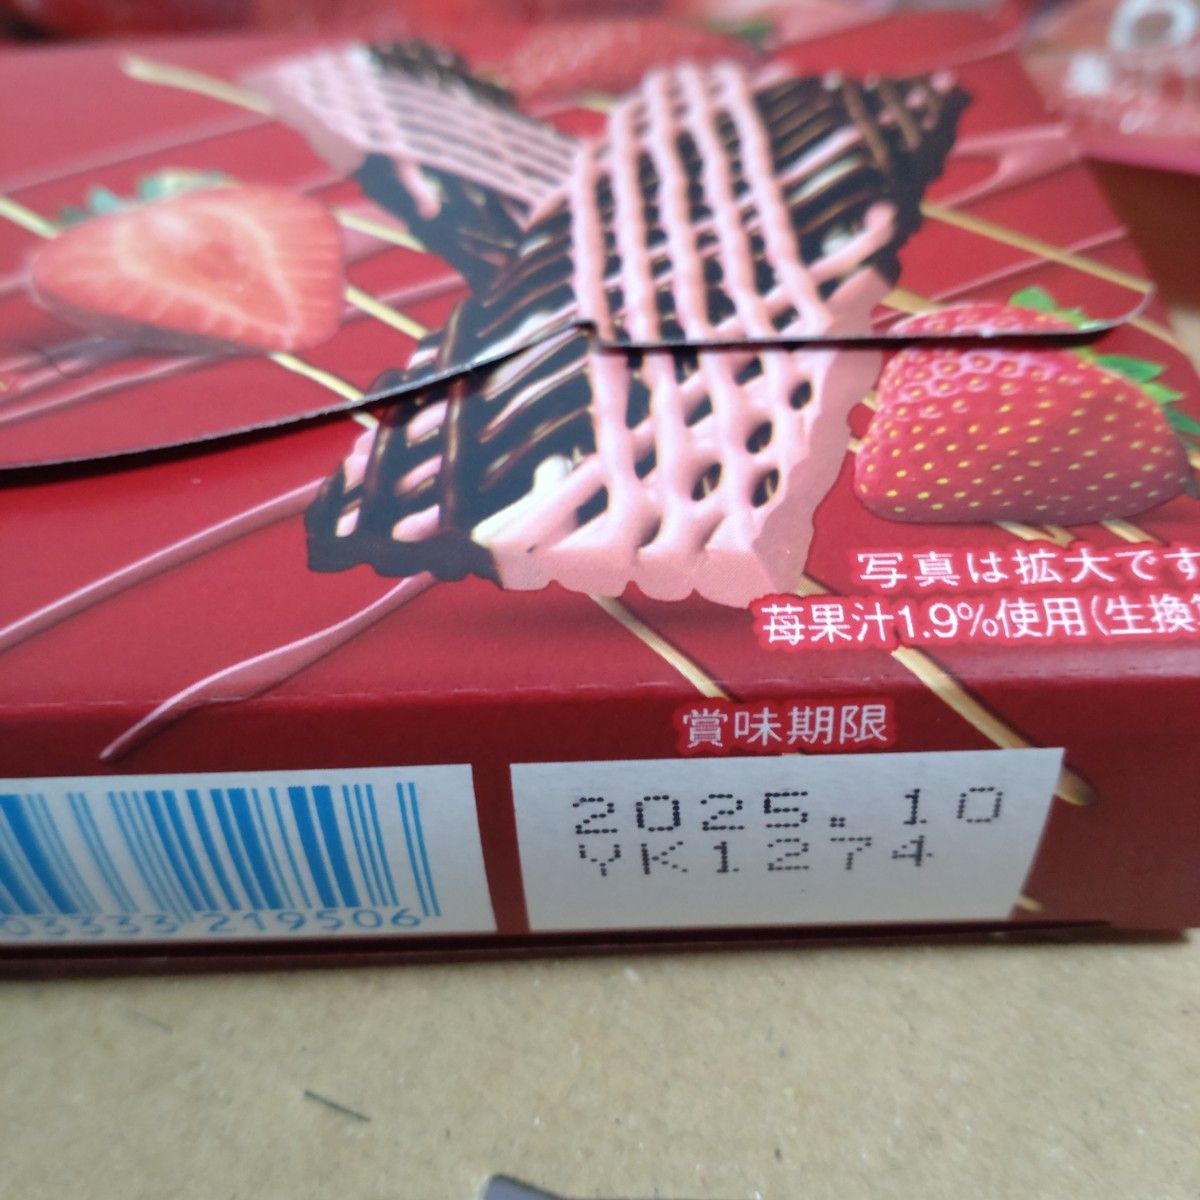 写真は拡大です
苺果汁1.9%使用(生換
賞味期限
2025.10
YK1274
03333 219506